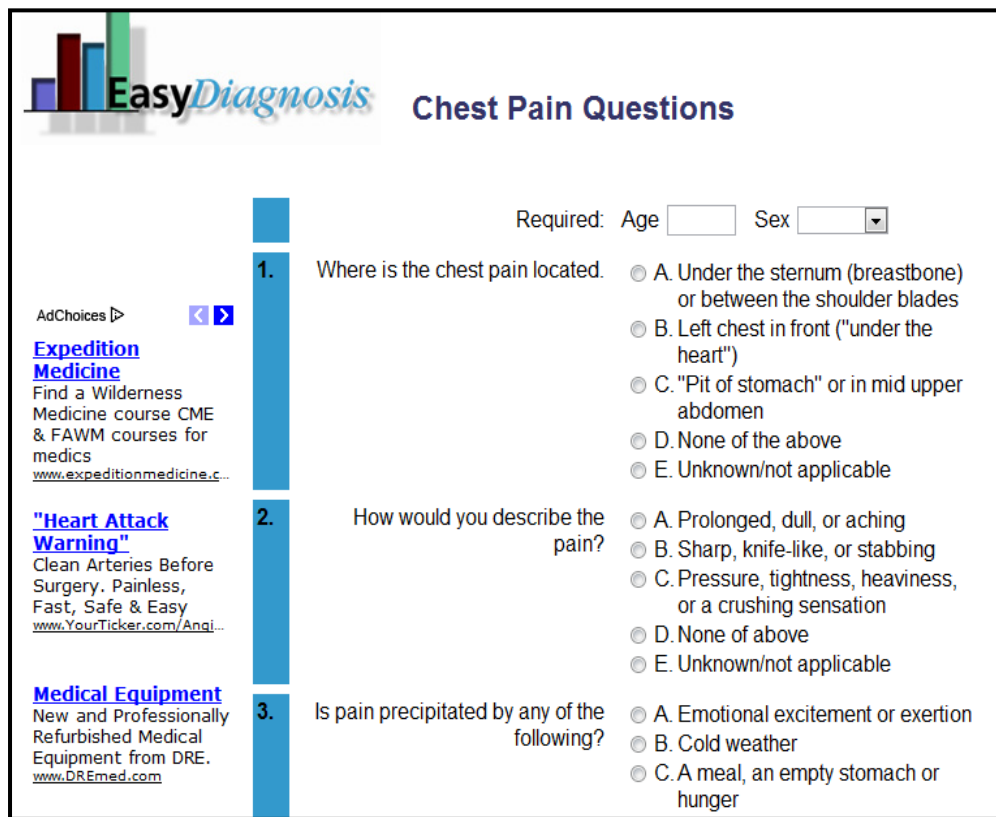 EasyDiagnosis
Chest Pain Questions
Required: Age Sex
1. Where is the chest pain located.
A. Under the sternum (breastbone)
or between the shoulder blades
B. Left chest in front ("under the
heart")
C. "Pit of stomach" or in mid upper
abdomen
D. None of the above
E. Unknown/not applicable
2. How would you describe the
pain?
A. Prolonged, dull, or aching
B. Sharp, knife-like, or stabbing
C. Pressure, tightness, heaviness,
or a crushing sensation
D. None of above
E. Unknown/not applicable
3. Is pain precipitated by any of the
following?
A. Emotional excitement or exertion
B. Cold weather
C. A meal, an empty stomach or
hunger
AdChoices
Expedition
Medicine
Find a Wilderness
Medicine course CME
& FAWM courses for
medics
www.expeditionmedicine.c...
"Heart Attack
Warning"
Clean Arteries Before
Surgery. Painless,
Fast, Safe & Easy
www.YourTicker.com/Angi...
Medical Equipment
New and Professionally
Refurbished Medical
Equipment from DRE.
www.DREmed.com